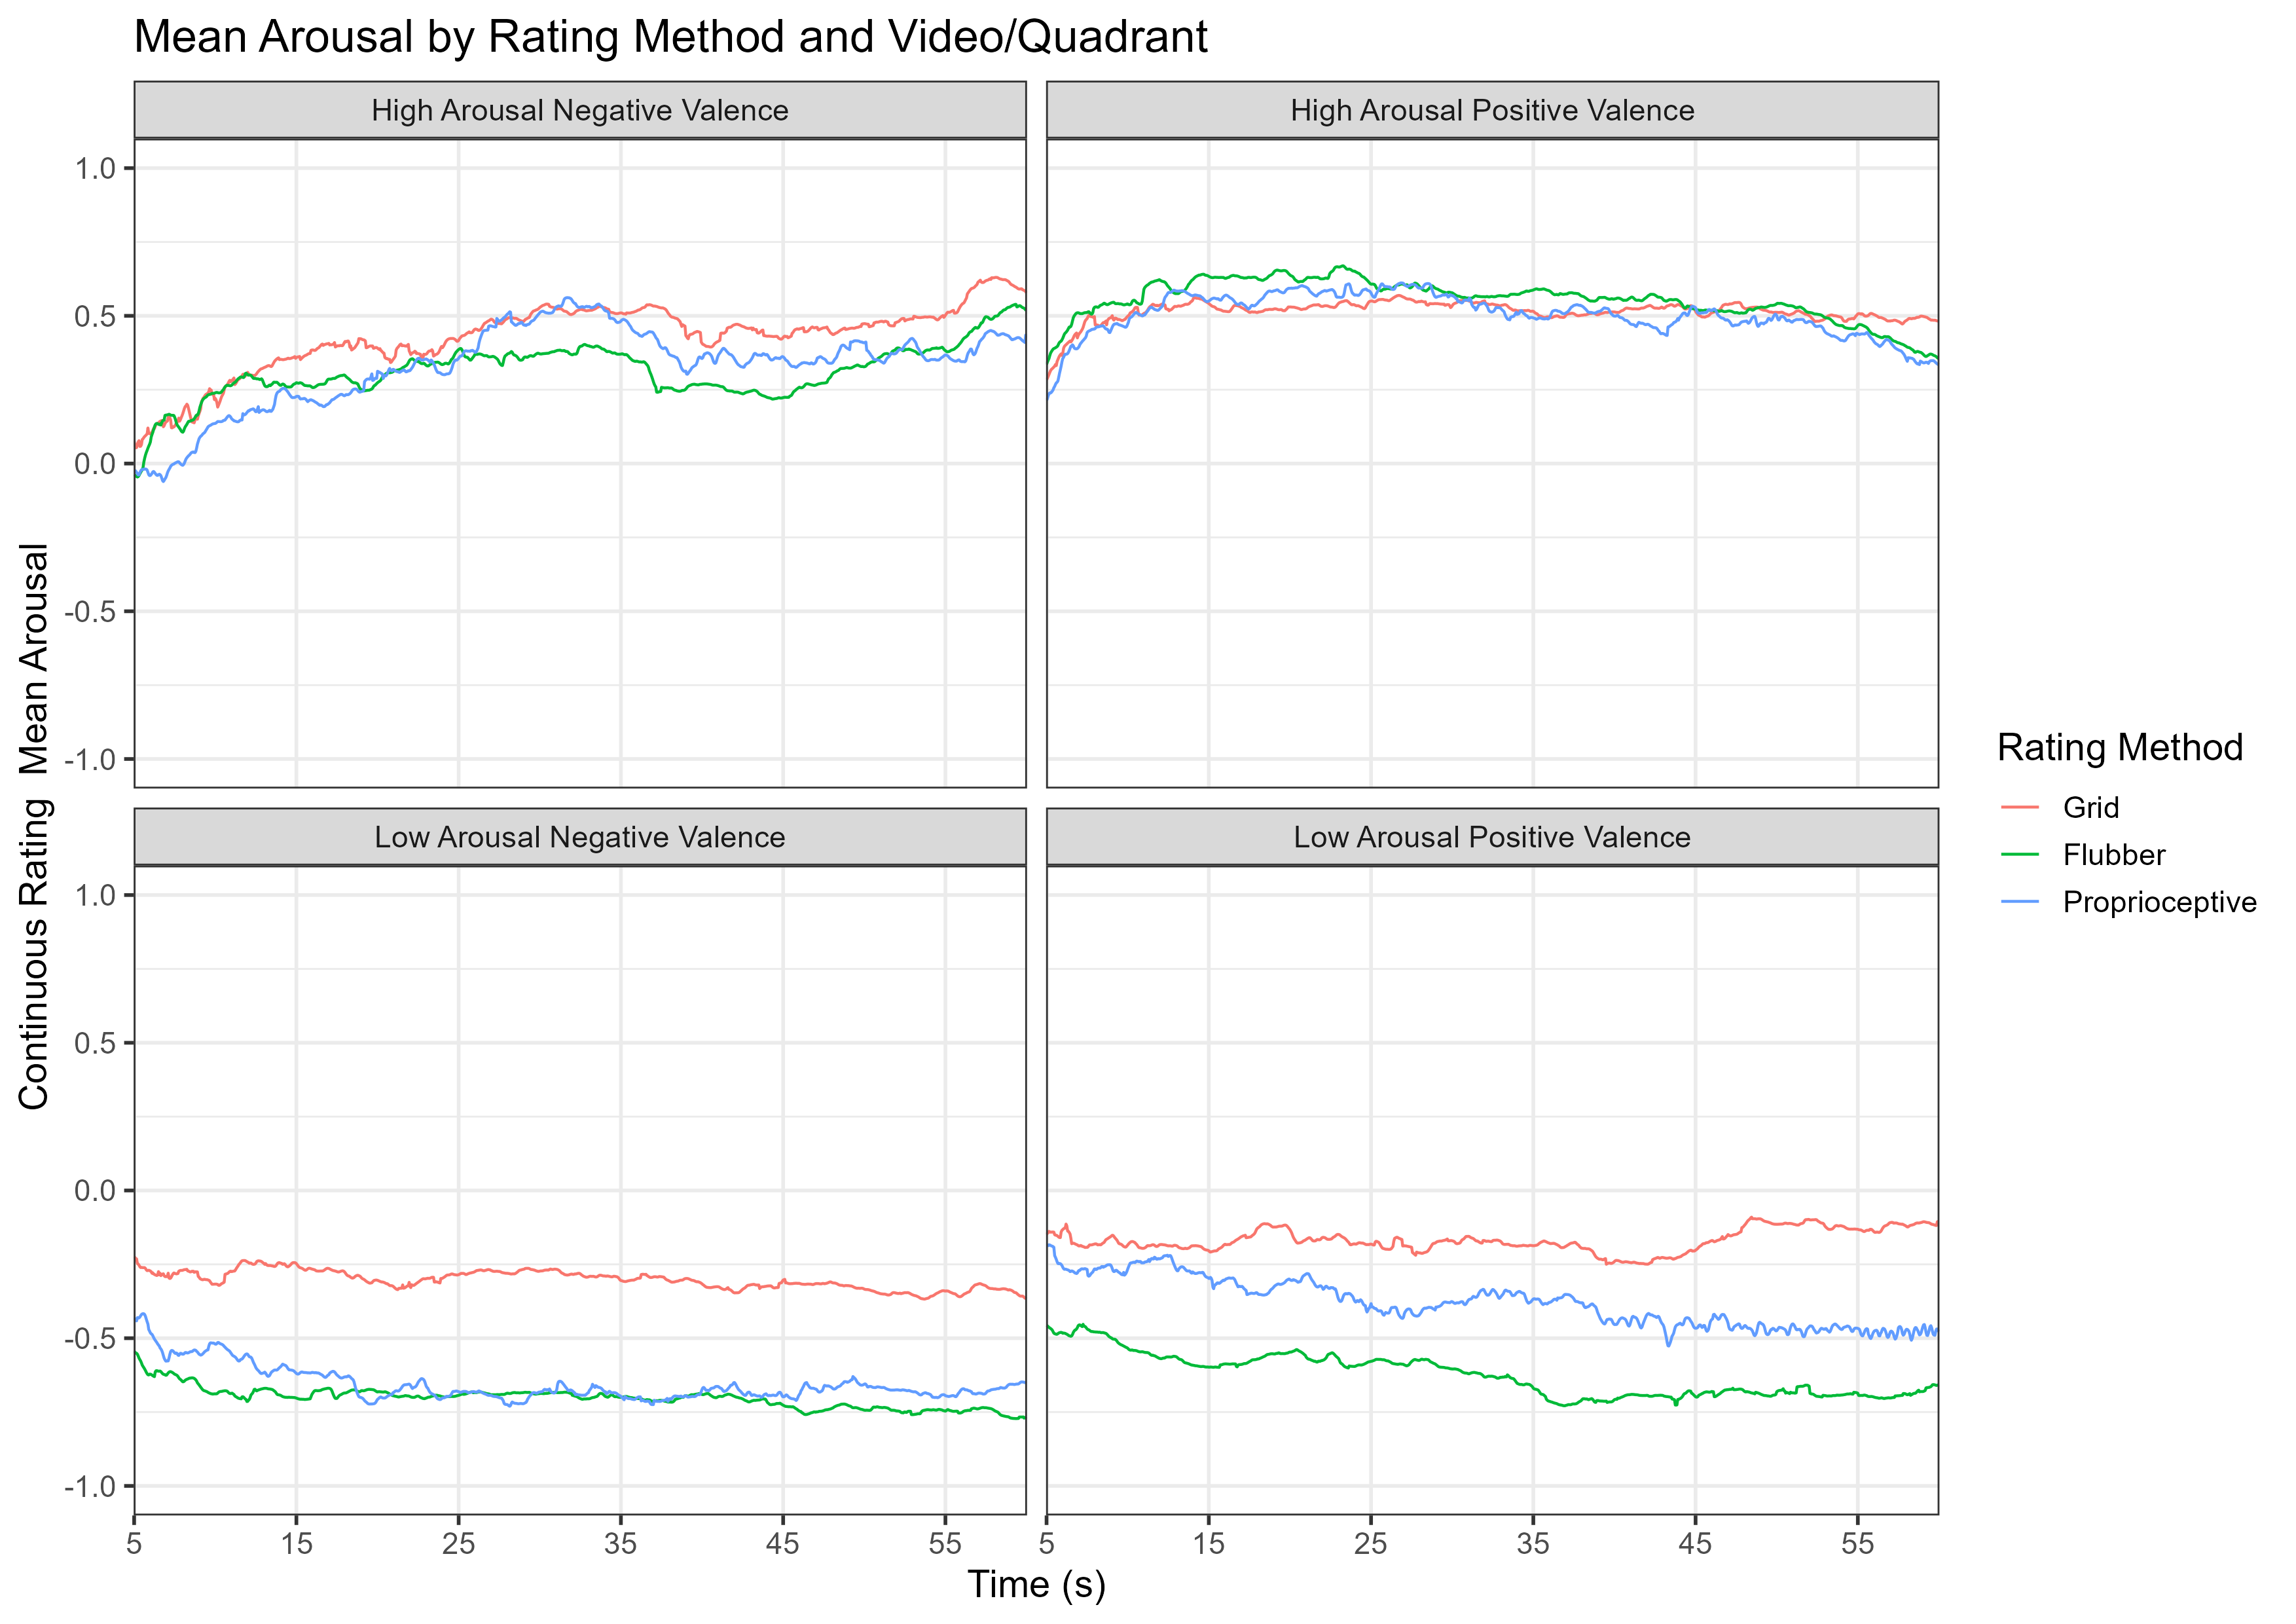 Mean Arousal by Rating Method and Video/Quadrant
High Arousal Negative Valence
High Arousal Positive Valence
1.0
0.5
0.0
-0.5
-1.0
Low Arousal Negative Valence
Low Arousal Positive Valence
1.0
0.5
0.0
-0.5
-1.0
Continuous Rating  Mean Arousal
5 15 25 35 45 55
5 15 25 35 45 55
Time (s)
Rating Method
Grid
Flubber
Proprioceptive